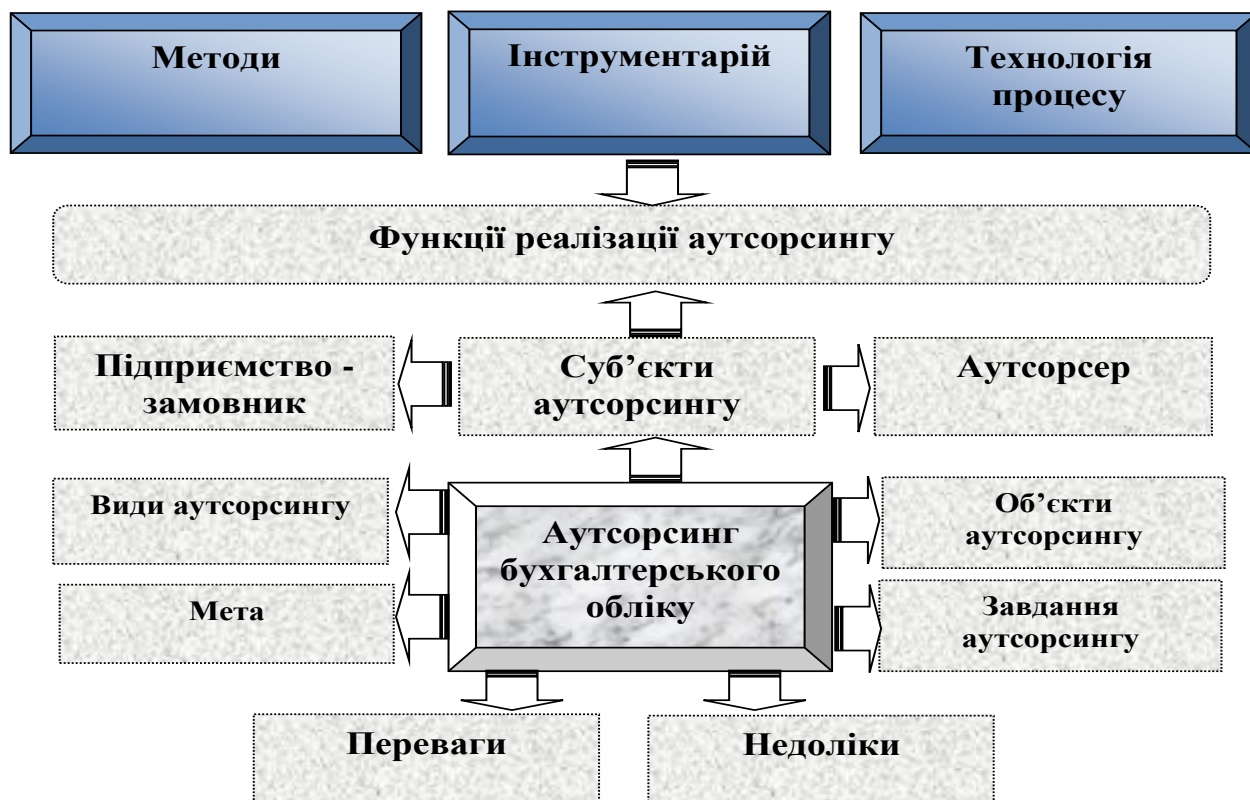 Методи
Інструментарій
Технологія
процесу
Функції реалізації аутсорсингу
Підприємство -
замовник
Суб’єкти
аутсорсингу
Аутсорсер
Види аутсорсингу
Аутсорсинг
бухгалтерського
обліку
Об’єкти
аутсорсингу
Мета
Завдання
аутсорсингу
Переваги
Недоліки